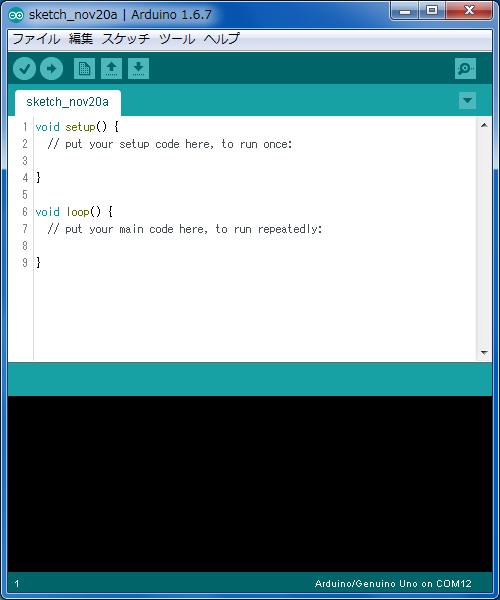 sketch_nov20a | Arduino 1.6.7
ファイル 編集 スケッチ ツール ヘルプ
sketch_nov20a
1 void setup() {
2   // put your setup code here, to run once:
3
4 }
5
6 void loop() {
7   // put your main code here, to run repeatedly:
8
9 }
1 Arduino/Genuino Uno on COM12